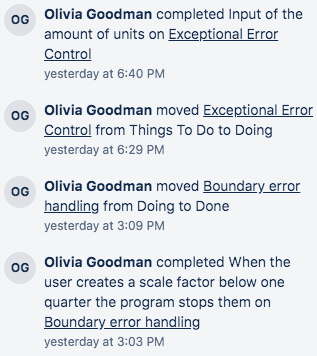 OG
Olivia Goodman completed Input of the
amount of units on Exceptional Error
Control
yesterday at 6:40 PM
OG
Olivia Goodman moved Exceptional Error
Control from Things To Do to Doing
yesterday at 6:29 PM
OG
Olivia Goodman moved Boundary error
handling from Doing to Done
yesterday at 3:09 PM
OG
Olivia Goodman completed When the
user creates a scale factor below one
quarter the program stops them on
Boundary error handling
yesterday at 3:03 PM